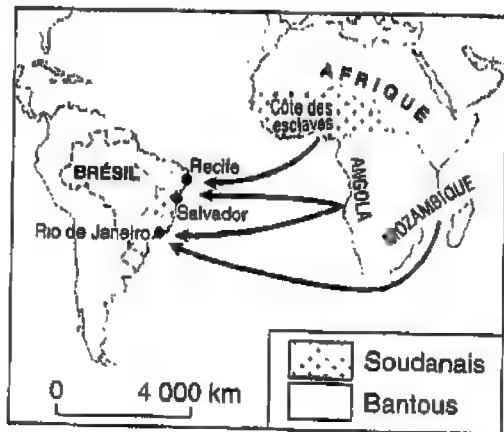 AFRIQUE
Côte des
esclaves
BRÉSIL
Recife
Salvador
Rio de Janeiro
ANGOLA
MOZAMBIQUE
0 4 000 km
Soudanais
Bantous